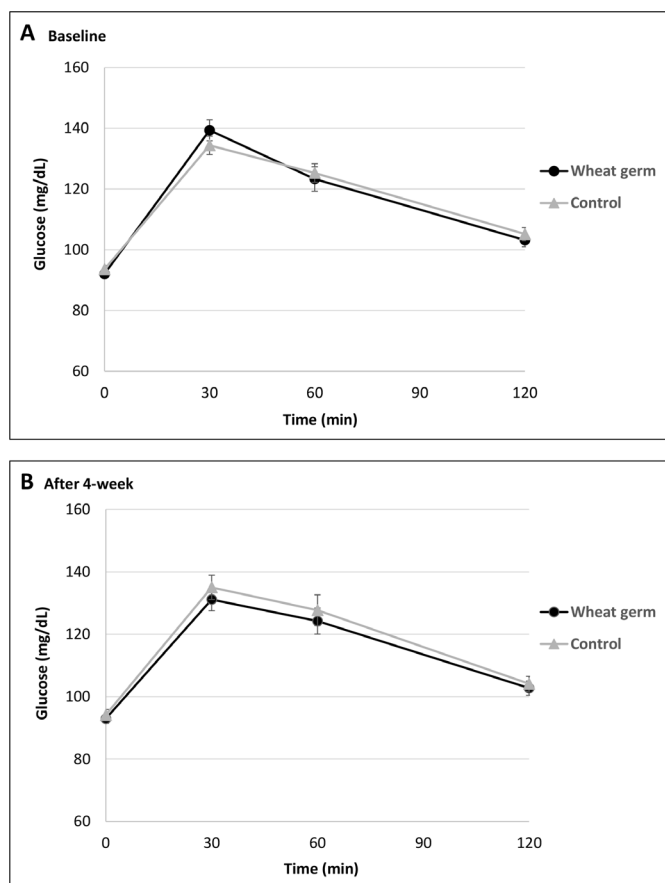 A Baseline
160
140
120
100
80
60
Glucose (mg/dL)
0 30 60 90 120
Time (min)
Wheat germ
Control
B After 4-week
160
140
120
100
80
60
Glucose (mg/dL)
0 30 60 90 120
Time (min)
Wheat germ
Control